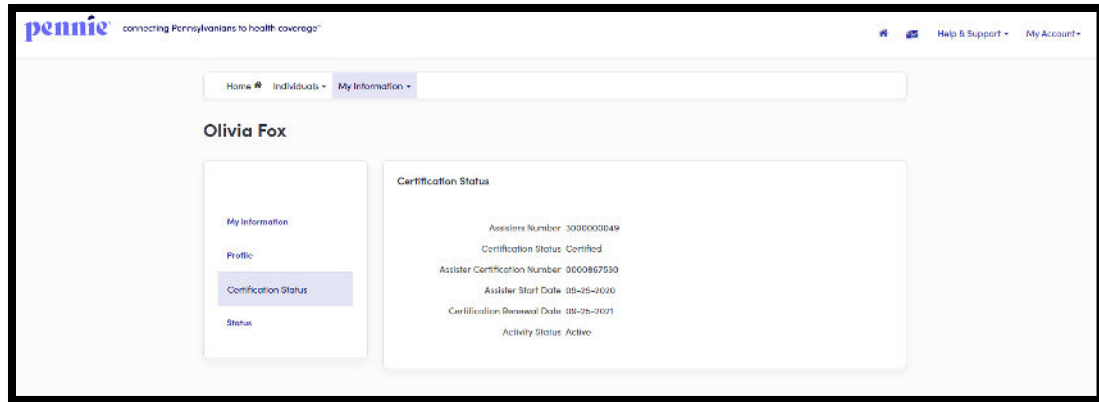 pennie connecting Pennsylvanians to health coverage™
Help & Support My Account
Home Individuals My Information
Olivia Fox
Certification Status
My Information
Profile
Certification Status
Status
Assisters Number 3000000049
Certification Status Certified
Assister Certification Number 0000867530
Assister Start Date 09-25-2020
Certification Renewal Date 09-25-2021
Activity Status Active